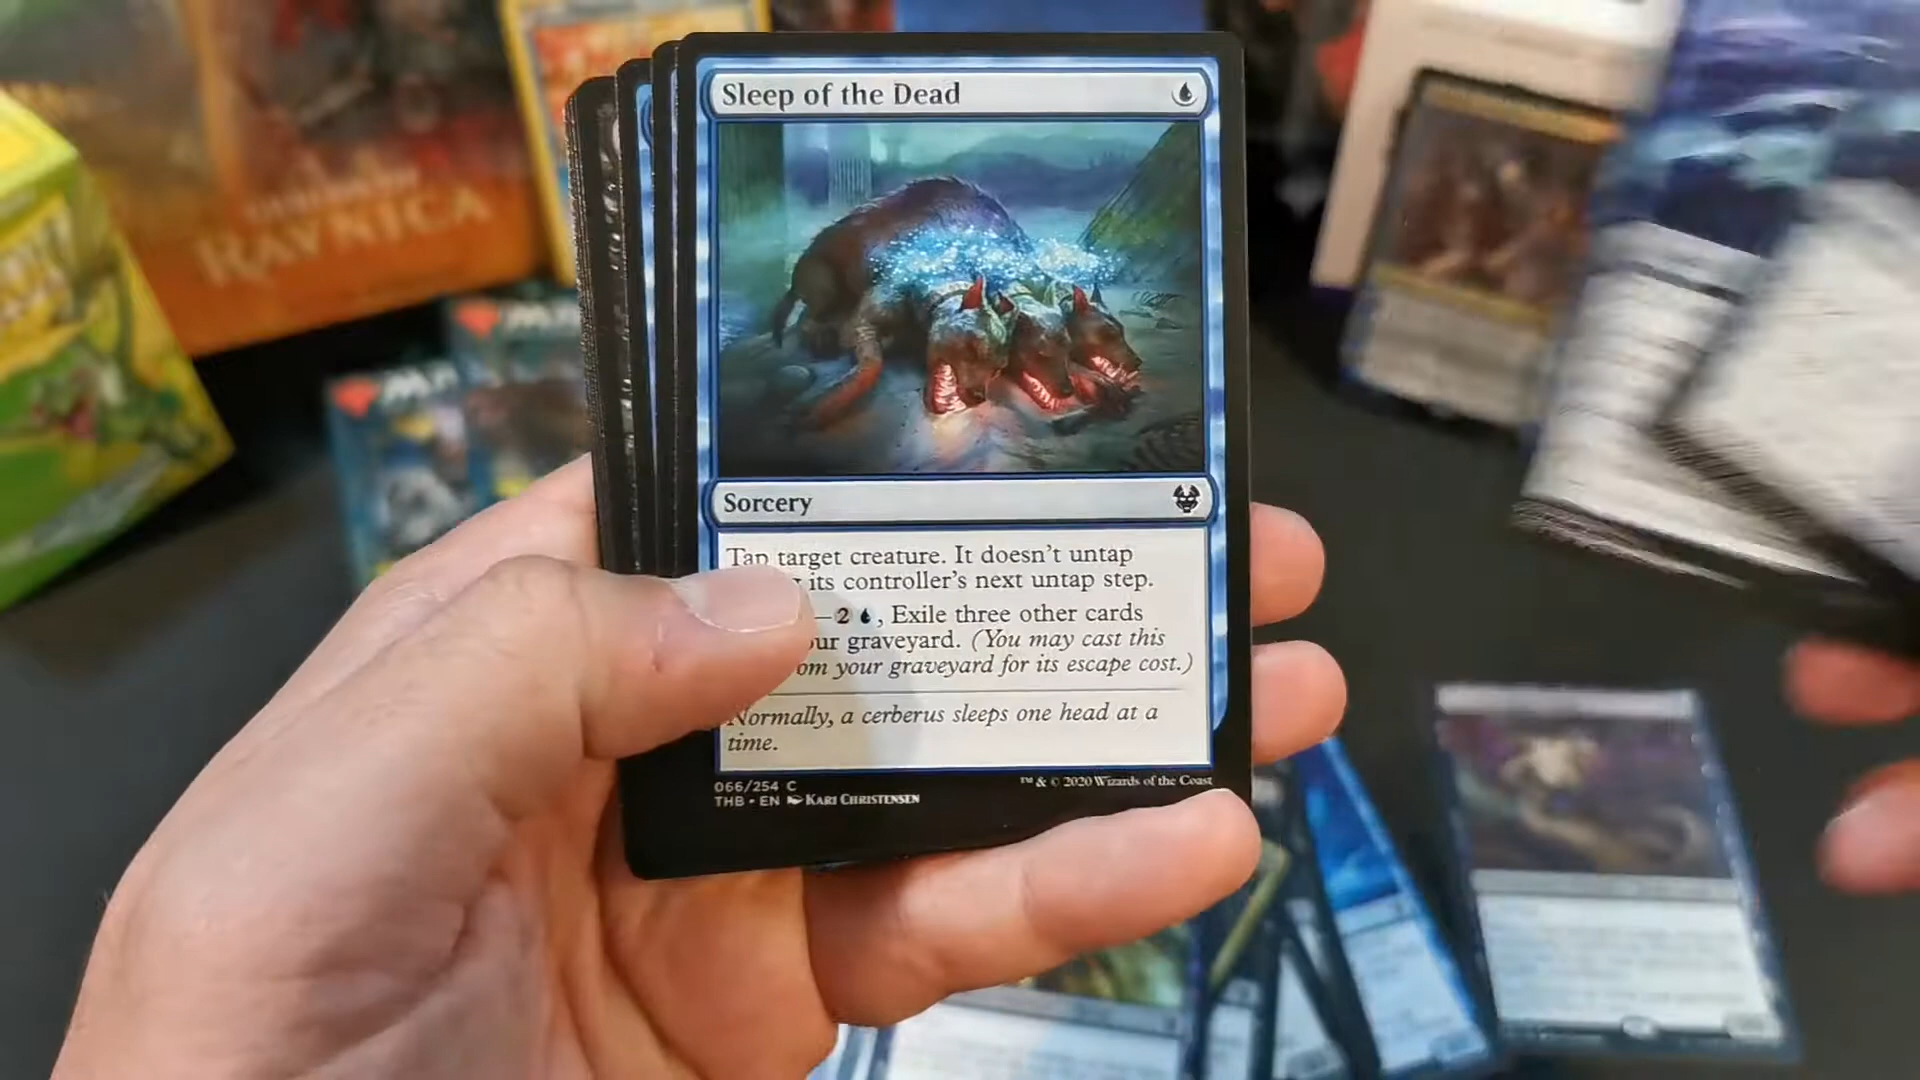 RAVNICA
Sleep of the Dead
Sorcery
Tap target creature. It doesn't untap
its controller's next untap step.
—2, Exile three other cards
our graveyard. (You may cast this
om your graveyard for its escape cost.)
Normally, a cerberus sleeps one head at a
time.
066/254 C
™ & © 2020 Wizards of the Coast
THB • EN Kari Christensen